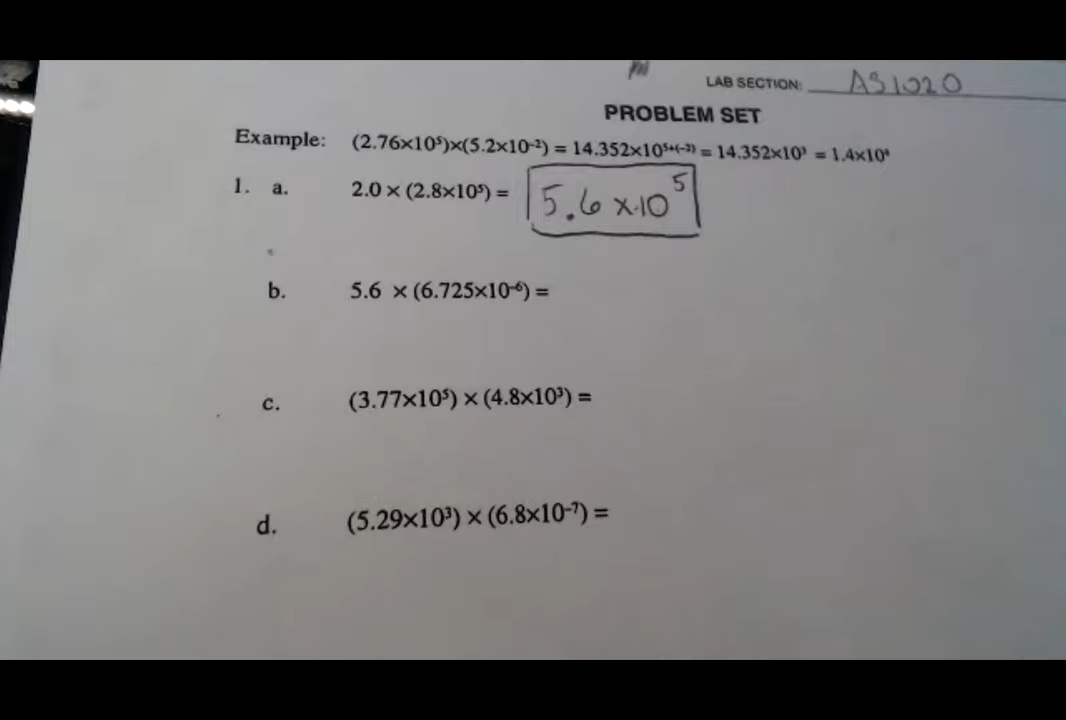 LAB SECTION: AS1020
PROBLEM SET
Example: (2.76×10⁵)×(5.2×10⁻²) = 14.352×10⁵⁺⁽⁻²⁾ = 14.352×10³ = 1.4×10⁴
1. a. 2.0 × (2.8×10⁵) = 5.6 x 10⁵
b. 5.6 × (6.725×10⁻⁶) =
c. (3.77×10⁵) × (4.8×10³) =
d. (5.29×10³) × (6.8×10⁻⁷) =